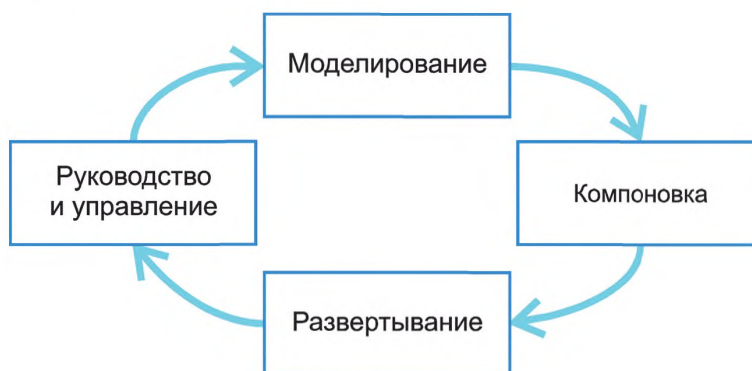 Моделирование
Руководство
и управление
Компоновка
Развертывание